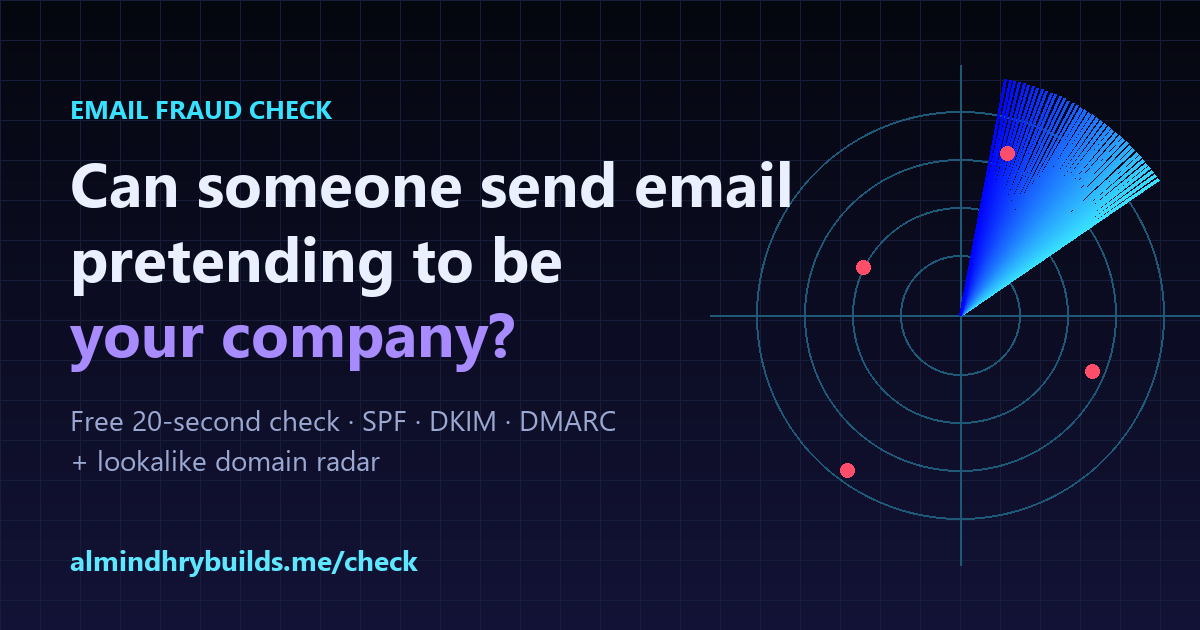 EMAIL FRAUD CHECK
Can someone send email
pretending to be
your company?
Free 20-second check · SPF · DKIM · DMARC
+ lookalike domain radar
almindhrybuilds.me/check